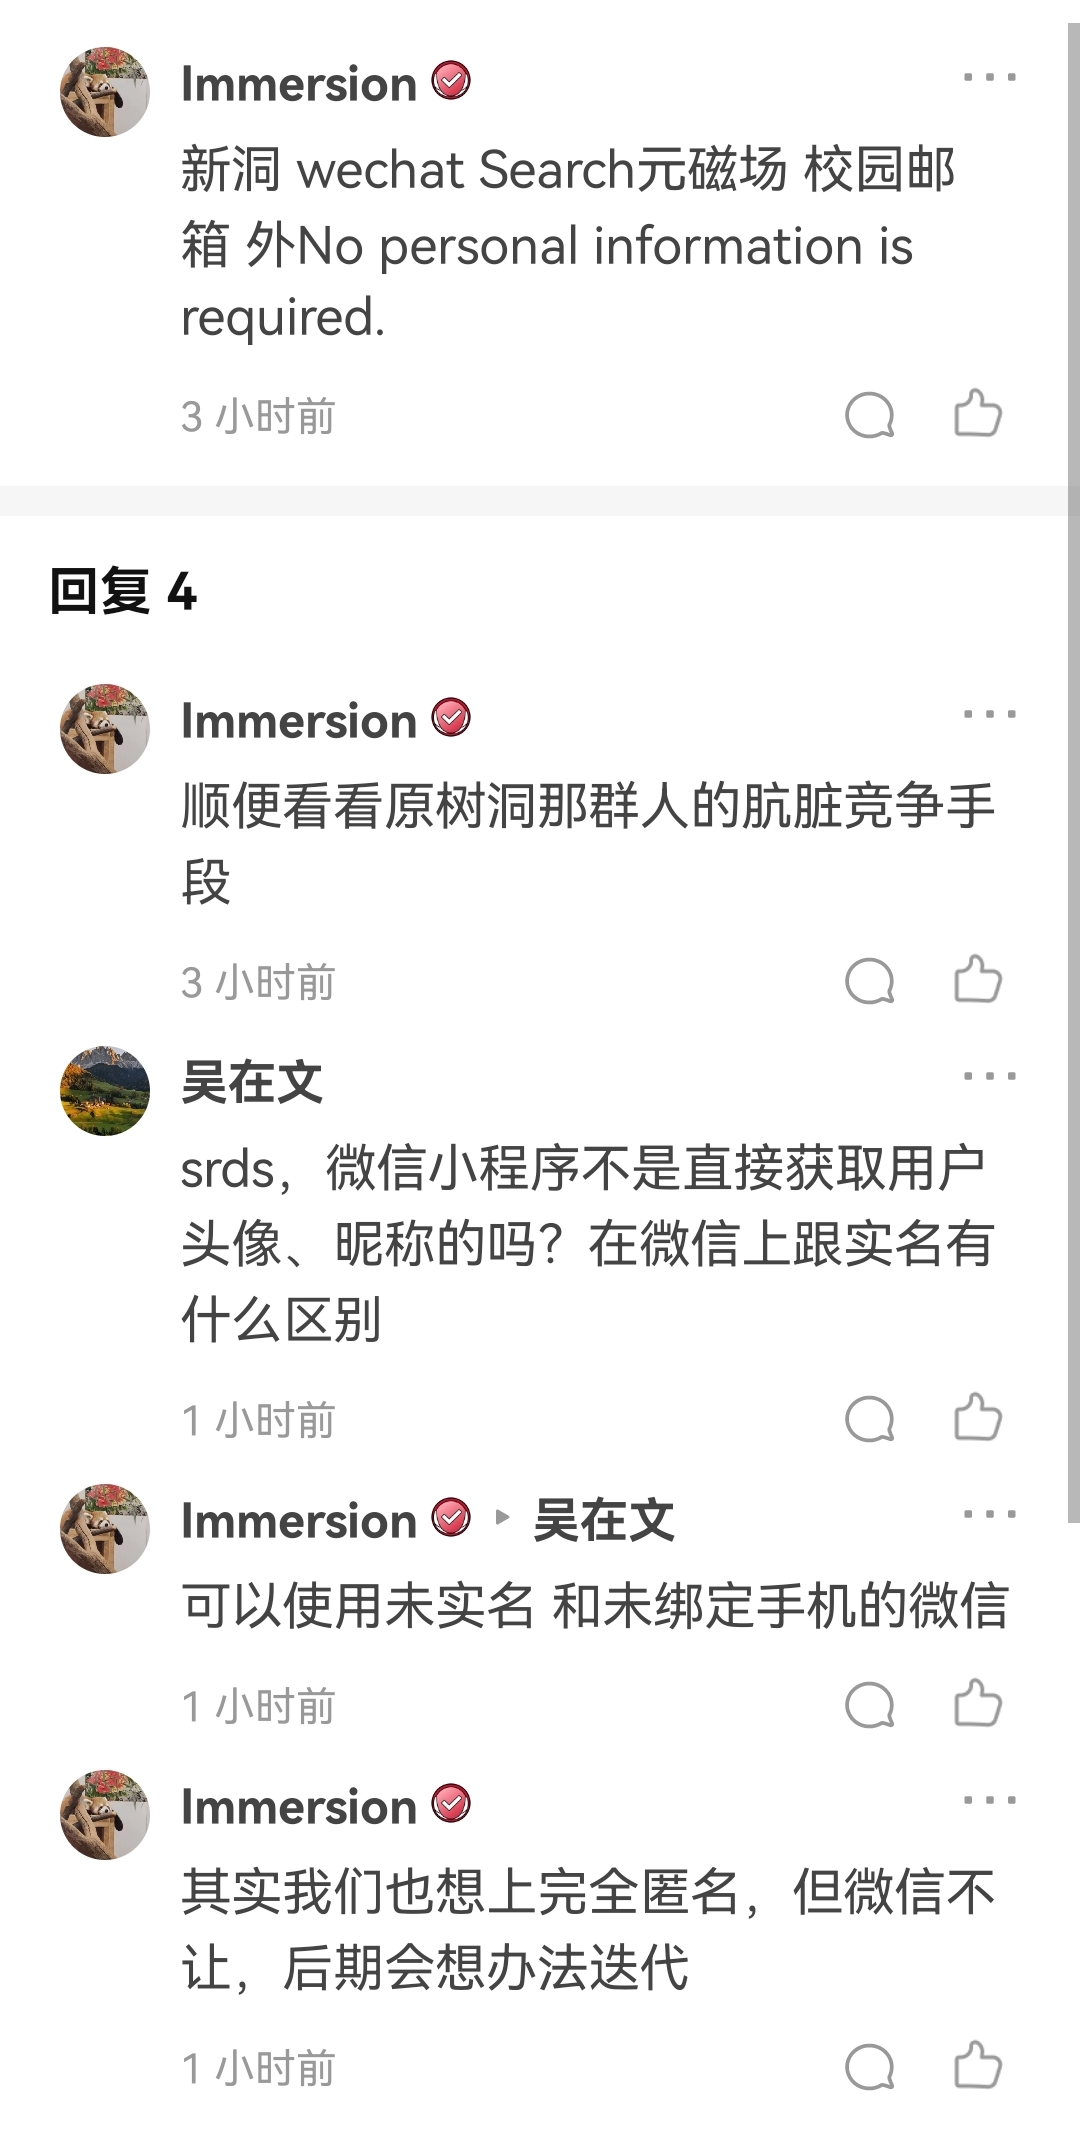 Immersion
新洞 wechat Search元磁场 校园邮
箱 外No personal information is
required.
3 小时前
回复 4
Immersion
顺便看看原树洞那群人的肮脏竞争手
段
3 小时前
吴在文
srds，微信小程序不是直接获取用户
头像、昵称的吗？在微信上跟实名有
什么区别
1 小时前
Immersion ▸ 吴在文
可以使用未实名 和未绑定手机的微信
1 小时前
Immersion
其实我们也想上完全匿名，但微信不
让，后期会想办法迭代
1 小时前